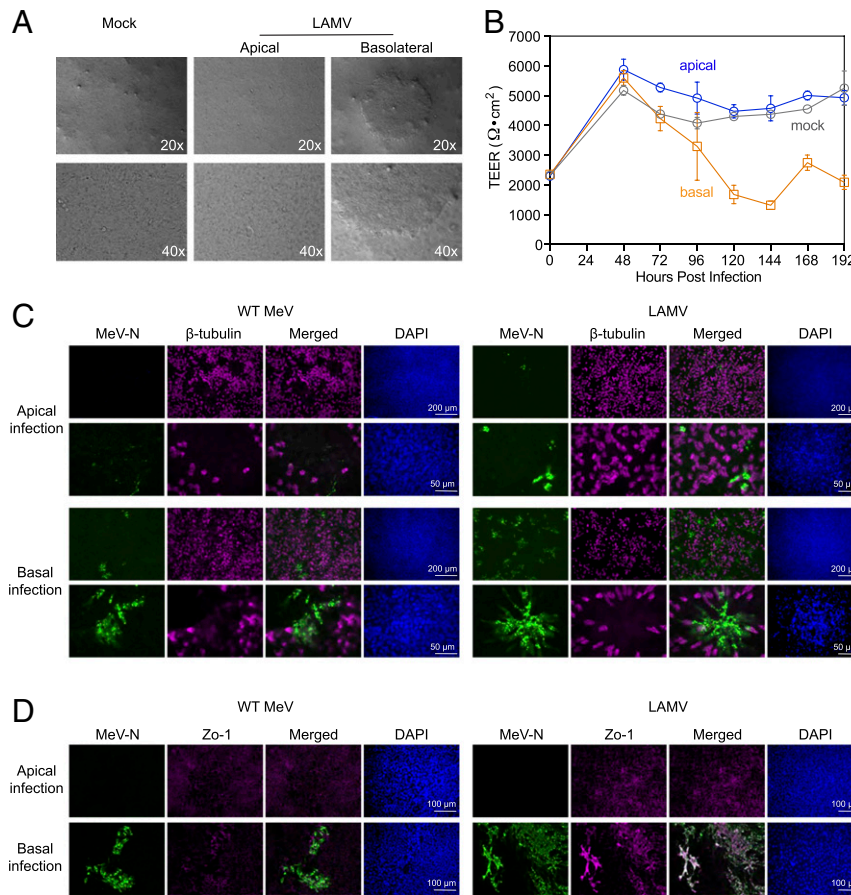 A
Mock
LAMV
Apical
Basolateral
20x
20x
20x
40x
40x
40x
B
TEER (Ω•cm²)
7000
6000
5000
4000
3000
2000
1000
0
apical
mock
basal
0 24 48 72 96 120 144 168 192
Hours Post Infection
C
WT MeV
LAMV
MeV-N β-tubulin Merged DAPI
MeV-N β-tubulin Merged DAPI
Apical
infection
200 µm
200 µm
50 µm
50 µm
Basal
infection
200 µm
200 µm
50 µm
50 µm
D
WT MeV
LAMV
MeV-N Zo-1 Merged DAPI
MeV-N Zo-1 Merged DAPI
Apical
infection
100 µm
100 µm
Basal
infection
100 µm
100 µm